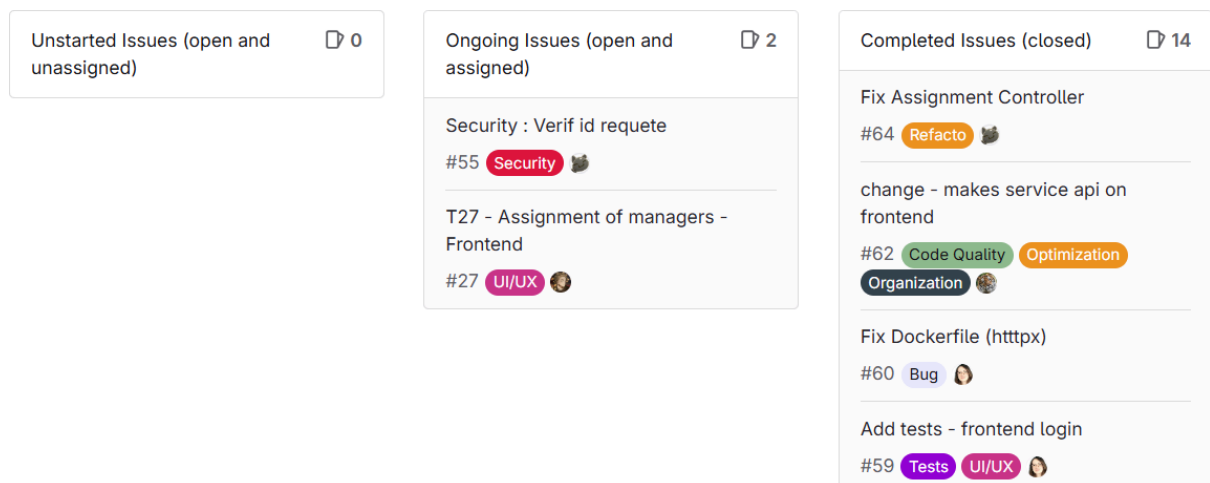 Unstarted Issues (open and
unassigned)
0
Ongoing Issues (open and
assigned)
2
Security : Verif id requete
#55 Security
T27 - Assignment of managers -
Frontend
#27 UI/UX
Completed Issues (closed)
14
Fix Assignment Controller
#64 Refacto
change - makes service api on
frontend
#62 Code Quality Optimization
Organization
Fix Dockerfile (htttpx)
#60 Bug
Add tests - frontend login
#59 Tests UI/UX